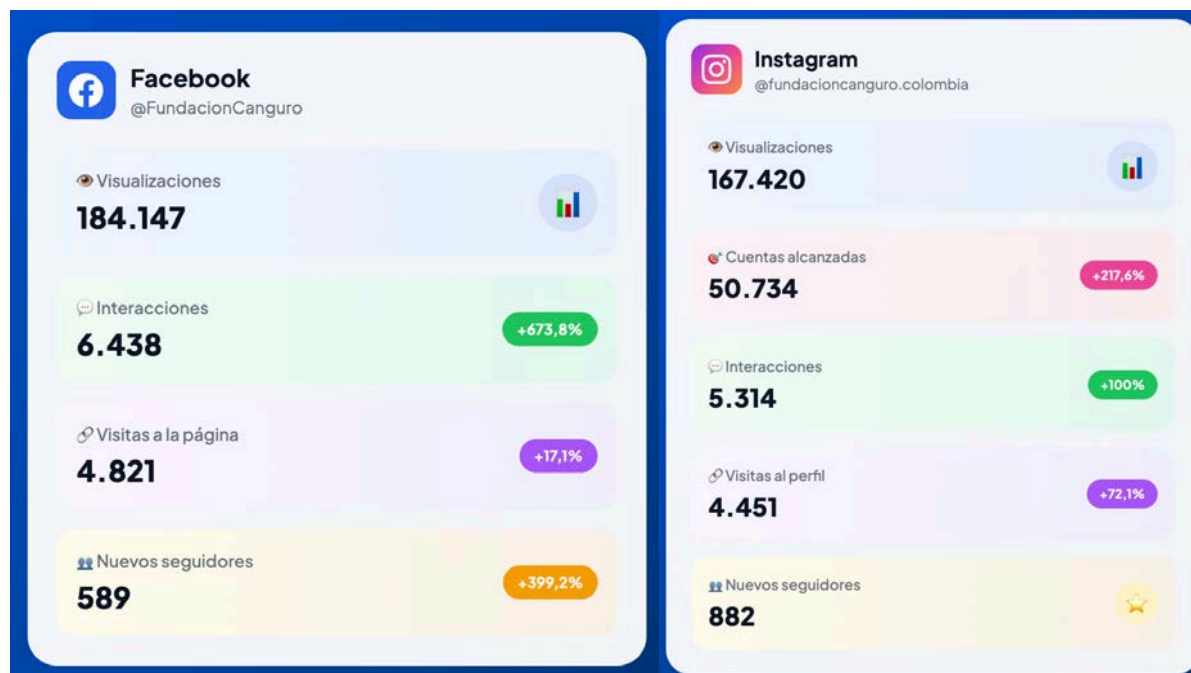 Facebook
@FundacionCanguro
👁️ Visualizaciones
184.147
💬 Interacciones
6.438
+673,8%
🔗 Visitas a la página
4.821
+17,1%
👥 Nuevos seguidores
589
+399,2%
Instagram
@fundacioncanguro.colombia
👁️ Visualizaciones
167.420
🎯 Cuentas alcanzadas
50.734
+217,6%
💬 Interacciones
5.314
+100%
🔗 Visitas al perfil
4.451
+72,1%
👥 Nuevos seguidores
882